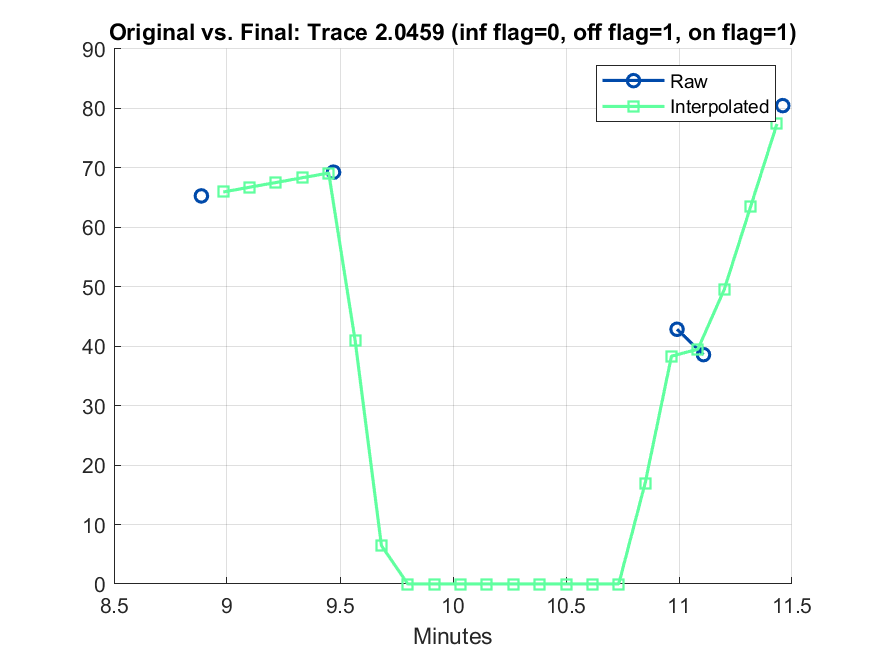 Original vs. Final: Trace 2.0459 (inf flag=0, off flag=1, on flag=1)
90
80
70
60
50
40
30
20
10
0
Raw
Interpolated
8.5 9 9.5 10 10.5 11 11.5
Minutes